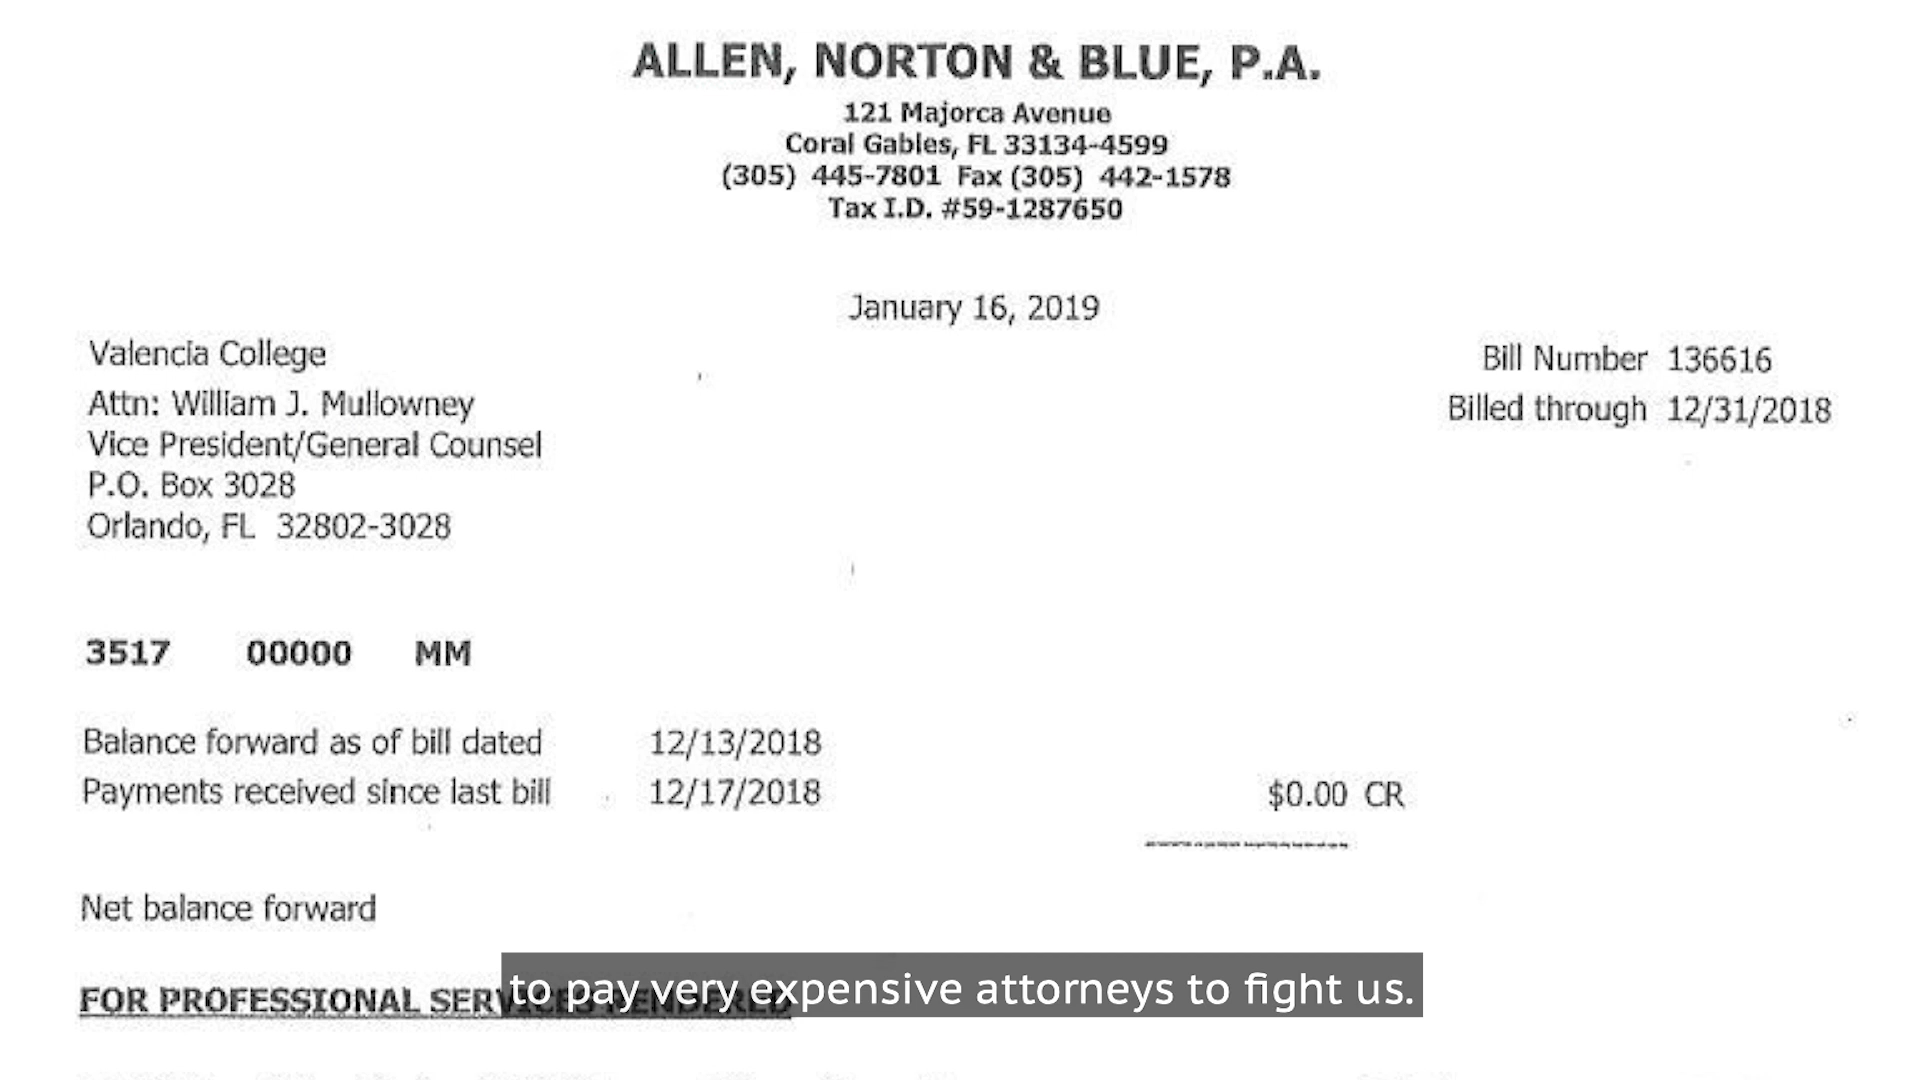 ALLEN, NORTON & BLUE, P.A.
121 Majorca Avenue
Coral Gables, FL 33134-4599
(305) 445-7801 Fax (305) 442-1578
Tax I.D. #59-1287650
January 16, 2019
Valencia College
Attn: William J. Mullowney
Vice President/General Counsel
P.O. Box 3028
Orlando, FL 32802-3028
Bill Number 136616
Billed through 12/31/2018
3517 00000 MM
Balance forward as of bill dated 12/13/2018
Payments received since last bill 12/17/2018 $0.00 CR
Net balance forward
FOR PROFESSIONAL SERVICES RENDERED
to pay very expensive attorneys to fight us.